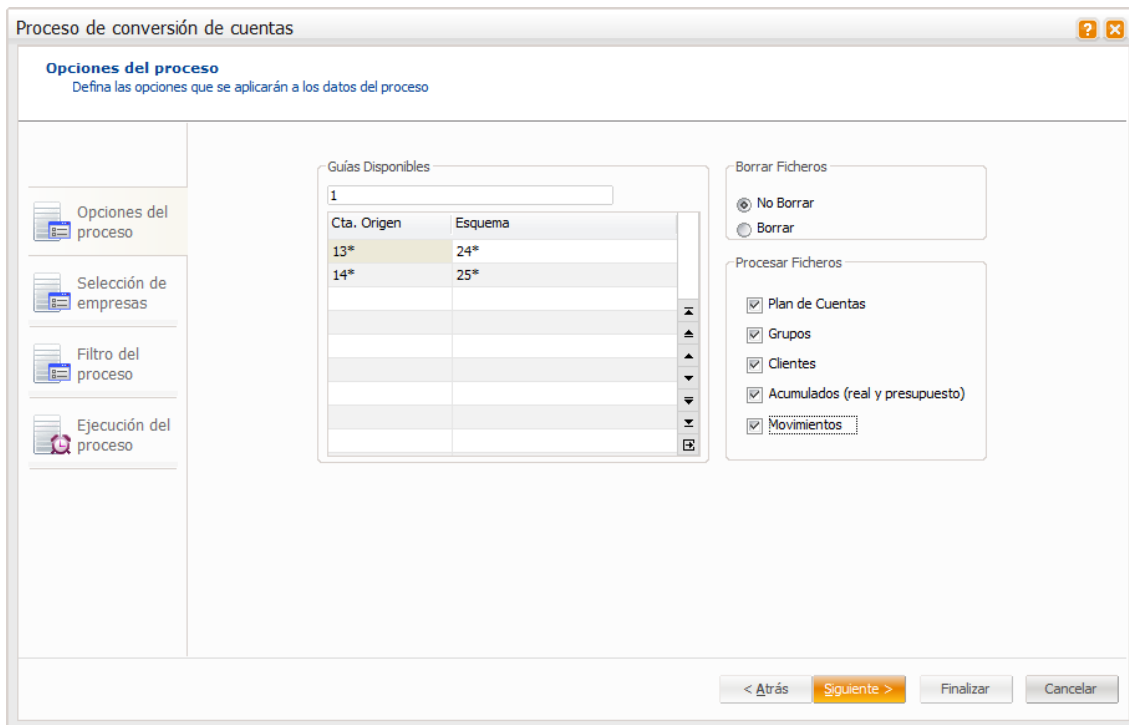 Proceso de conversión de cuentas
Opciones del proceso
Defina las opciones que se aplicarán a los datos del proceso
Opciones del
proceso
Selección de
empresas
Filtro del
proceso
Ejecución del
proceso
Guías Disponibles
1
Cta. Origen Esquema
13* 24*
14* 25*
Borrar Ficheros
No Borrar
Borrar
Procesar Ficheros
Plan de Cuentas
Grupos
Clientes
Acumulados (real y presupuesto)
Movimientos
< Atrás Siguiente > Finalizar Cancelar